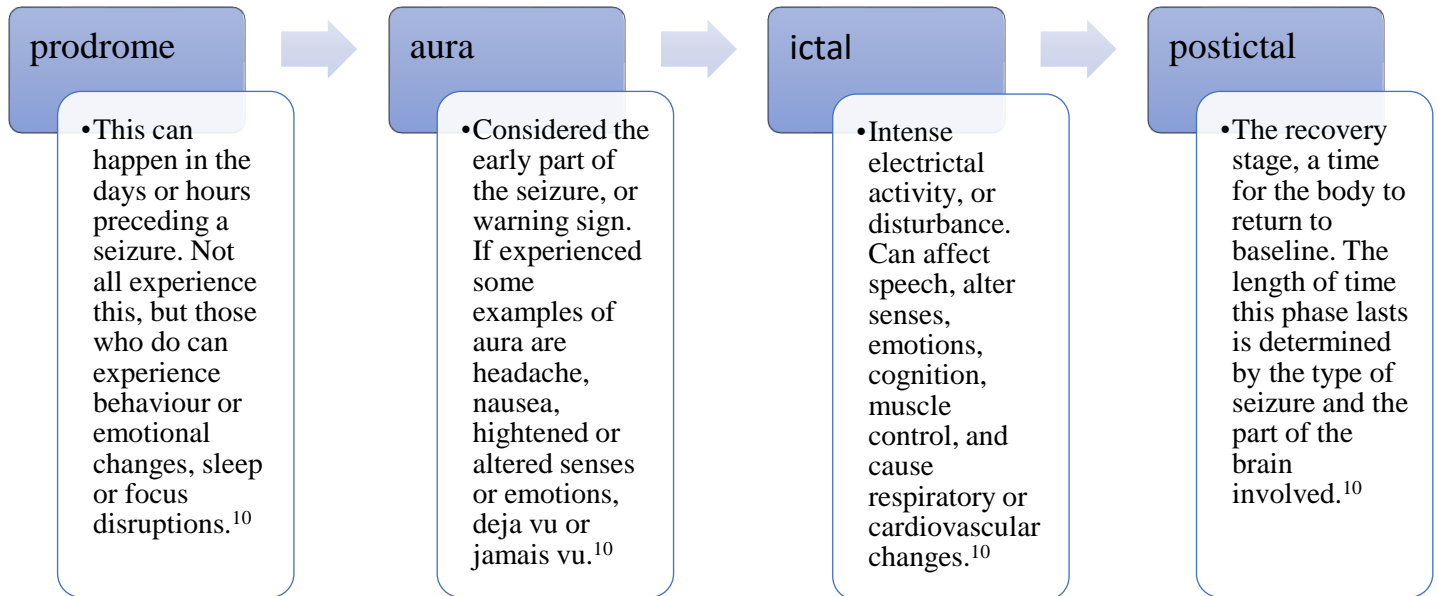 prodrome
•This can
happen in the
days or hours
preceding a
seizure. Not
all experience
this, but those
who do can
experience
behaviour or
emotional
changes, sleep
or focus
disruptions.10
aura
•Considered the
early part of
the seizure, or
warning sign.
If experienced
some
examples of
aura are
headache,
nausea,
hightened or
altered senses
or emotions,
deja vu or
jamais vu.10
ictal
•Intense
electrictal
activity, or
disturbance.
Can affect
speech, alter
senses,
emotions,
cognition,
muscle
control, and
cause
respiratory or
cardiovascular
changes.10
postictal
•The recovery
stage, a time
for the body to
return to
baseline. The
length of time
this phase lasts
is determined
by the type of
seizure and the
part of the
brain
involved.10